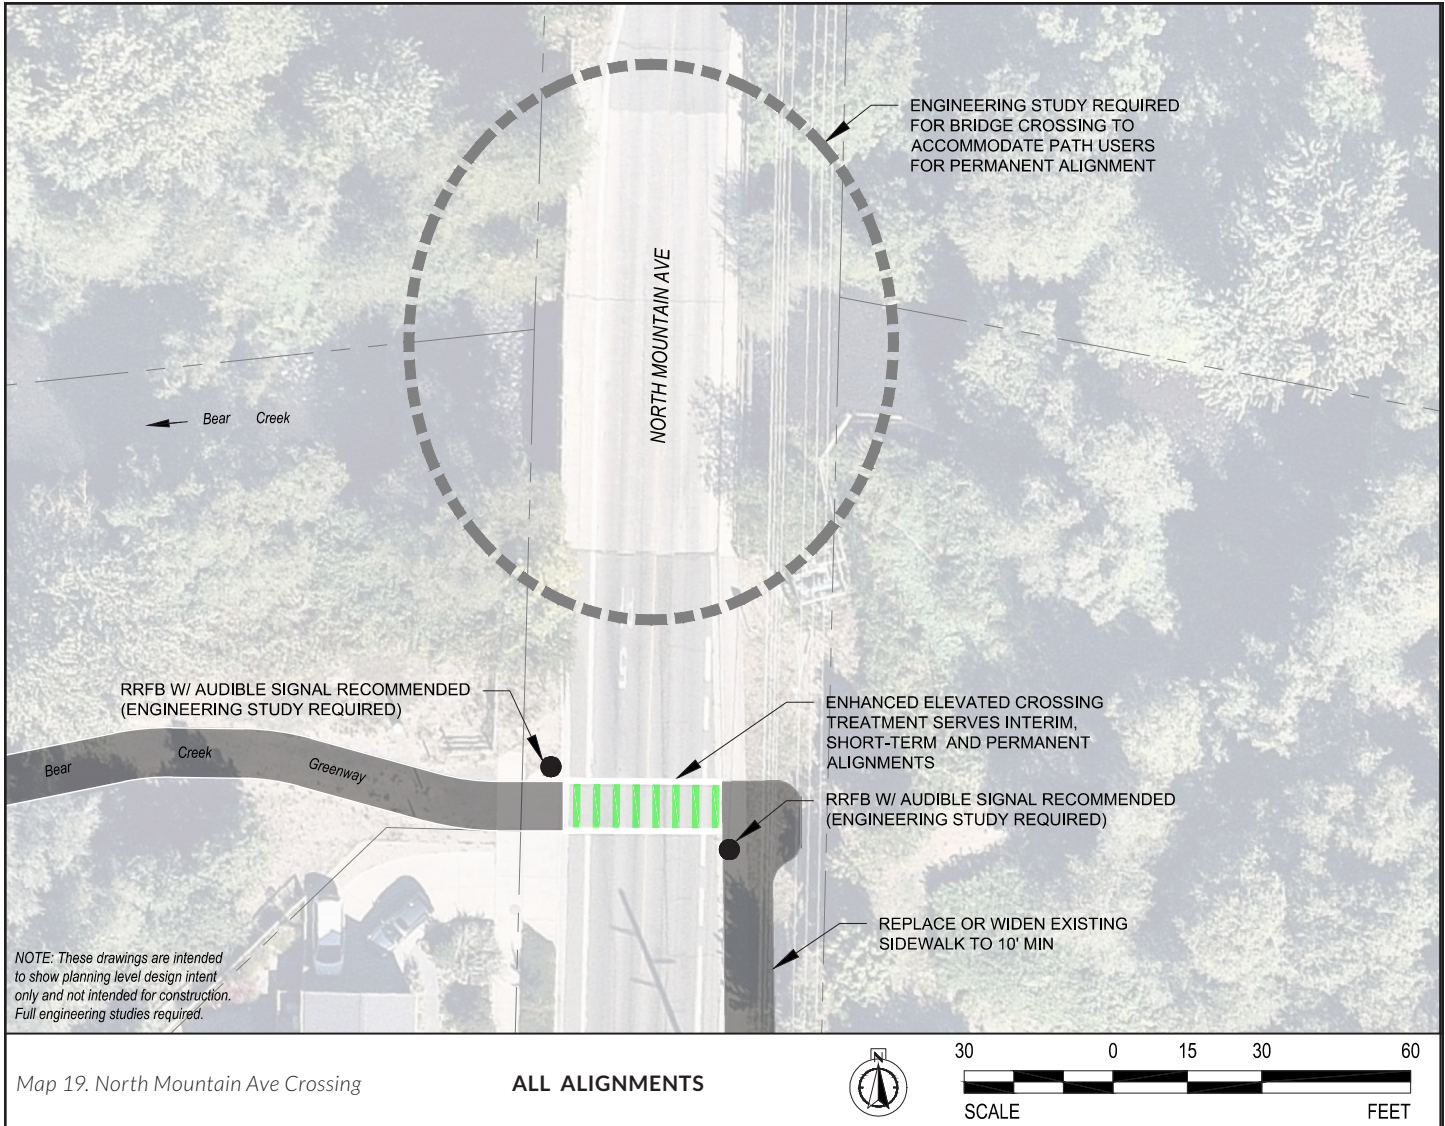 ENGINEERING STUDY REQUIRED
FOR BRIDGE CROSSING TO
ACCOMMODATE PATH USERS
FOR PERMANENT ALIGNMENT
NORTH MOUNTAIN AVE
Bear Creek
RRFB W/ AUDIBLE SIGNAL RECOMMENDED
(ENGINEERING STUDY REQUIRED)
ENHANCED ELEVATED CROSSING
TREATMENT SERVES INTERIM,
SHORT-TERM AND PERMANENT
ALIGNMENTS
Bear Creek Greenway
RRFB W/ AUDIBLE SIGNAL RECOMMENDED
(ENGINEERING STUDY REQUIRED)
REPLACE OR WIDEN EXISTING
SIDEWALK TO 10' MIN
NOTE: These drawings are intended
to show planning level design intent
only and not intended for construction.
Full engineering studies required.
Map 19. North Mountain Ave Crossing
ALL ALIGNMENTS
N
30 0 15 30 60
SCALE FEET